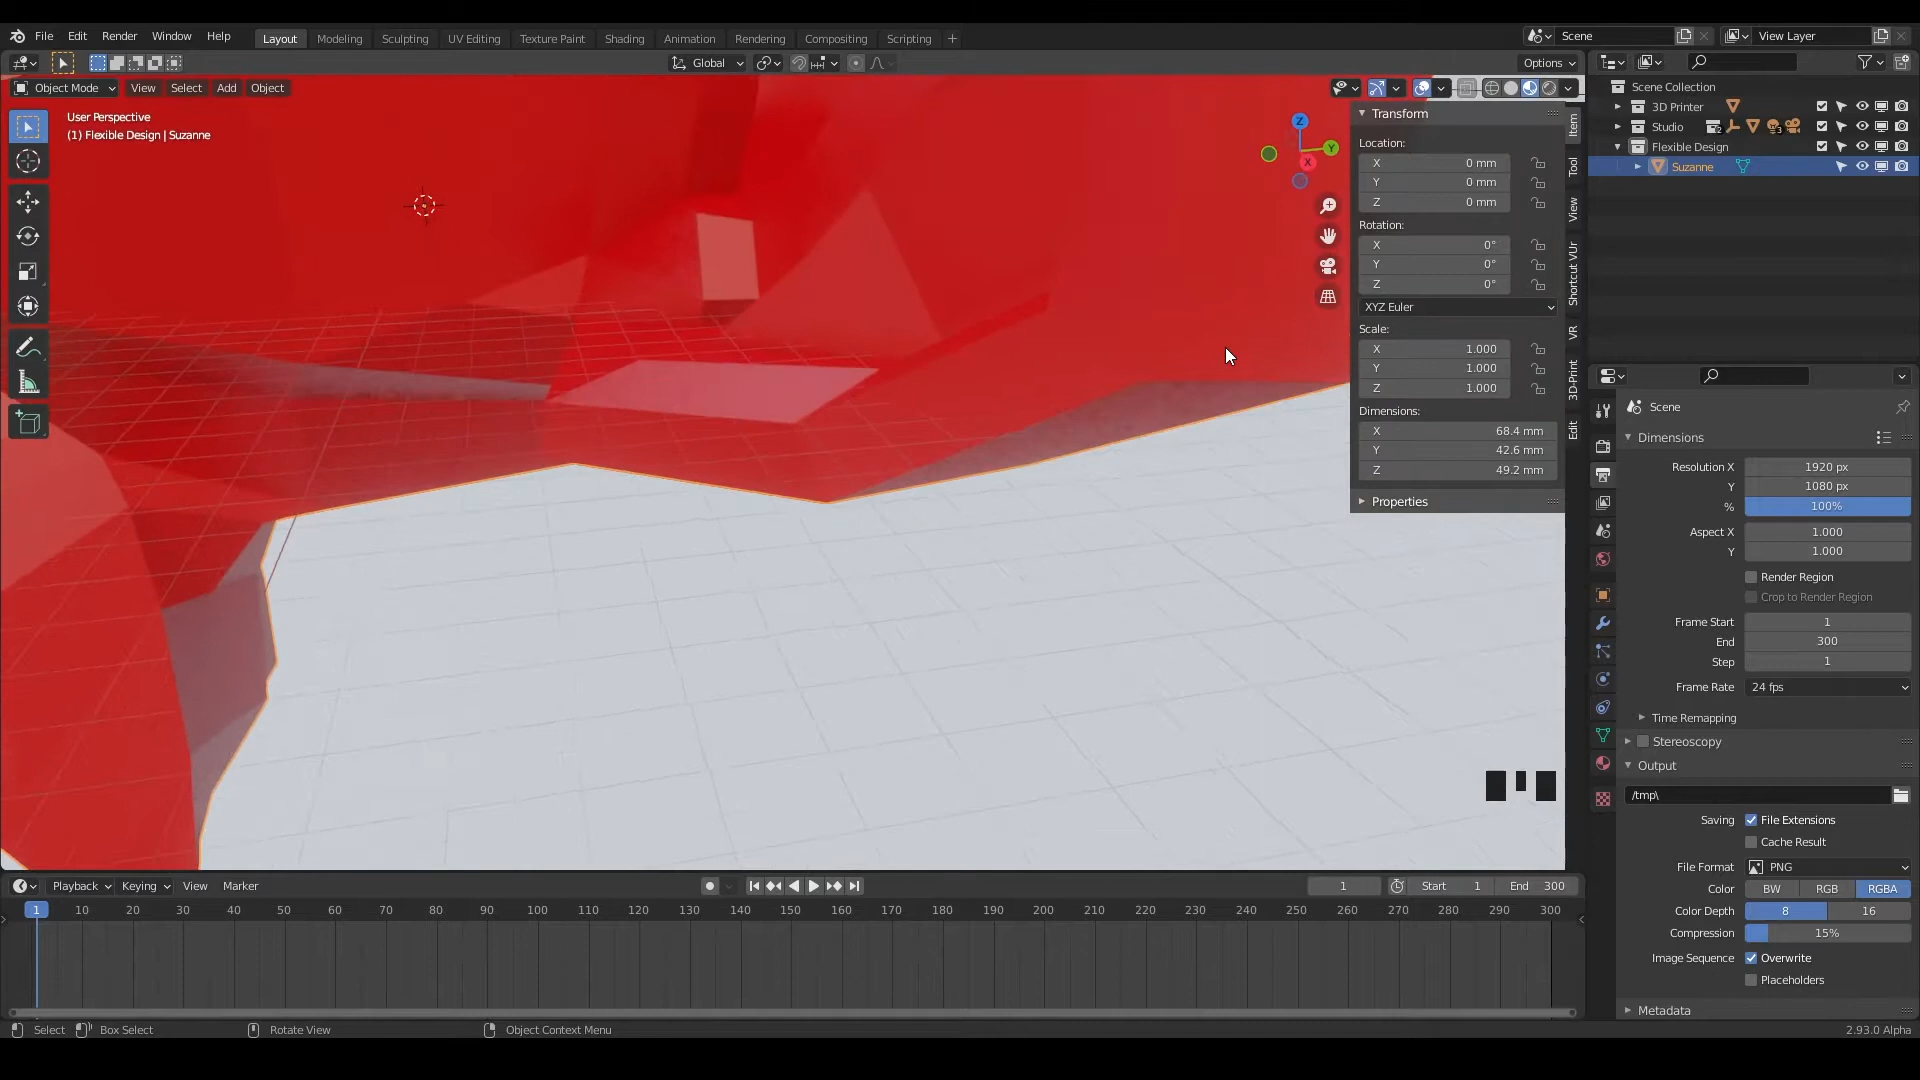 File Edit Render Window Help
Layout Modeling Sculpting UV Editing Texture Paint Shading Animation Rendering Compositing Scripting +
Scene
View Layer
Global
Options
Object Mode View Select Add Object
User Perspective
(1) Flexible Design | Suzanne
Z
Y
X
Transform
Location:
X 0 mm
Y 0 mm
Z 0 mm
Rotation:
X 0°
Y 0°
Z 0°
XYZ Euler
Scale:
X 1.000
Y 1.000
Z 1.000
Dimensions:
X 68.4 mm
Y 42.6 mm
Z 49.2 mm
Properties
Item
Tool
View
Shortcut VUr
VR
3D-Print
Edit
Scene Collection
3D Printer
Studio 2 3
Flexible Design
Suzanne
Scene
Dimensions
Resolution X 1920 px
Y 1080 px
% 100%
Aspect X 1.000
Y 1.000
Render Region
Crop to Render Region
Frame Start 1
End 300
Step 1
Frame Rate 24 fps
Time Remapping
Stereoscopy
Output
/tmp\
Saving File Extensions
Cache Result
File Format PNG
Color BW RGB RGBA
Color Depth 8 16
Compression 15%
Image Sequence Overwrite
Placeholders
Metadata
Playback Keying View Marker
1 Start 1 End 300
1 10 20 30 40 50 60 70 80 90 100 110 120 130 140 150 160 170 180 190 200 210 220 230 240 250 260 270 280 290 300
Select Box Select Rotate View Object Context Menu
2.93.0 Alpha